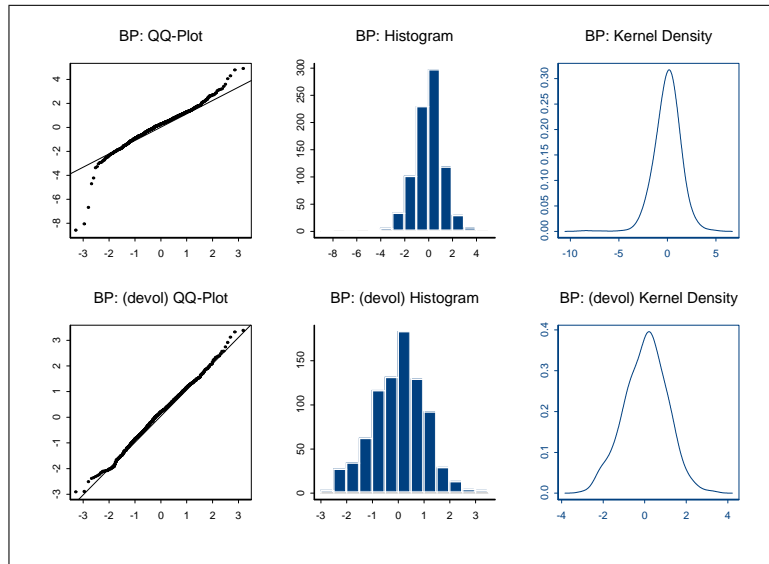 BP: QQ-Plot
-8 -6 -4 -2 0 2 4
-3 -2 -1 0 1 2 3
BP: Histogram
0 50 100 150 200 250 300
-8 -6 -4 -2 0 2 4
BP: Kernel Density
0.00 0.05 0.10 0.15 0.20 0.25 0.30
-10 -5 0 5
BP: (devol) QQ-Plot
-3 -2 -1 0 1 2 3
-3 -2 -1 0 1 2 3
BP: (devol) Histogram
0 50 100 150
-3 -2 -1 0 1 2 3
BP: (devol) Kernel Density
0.0 0.1 0.2 0.3 0.4
-4 -2 0 2 4